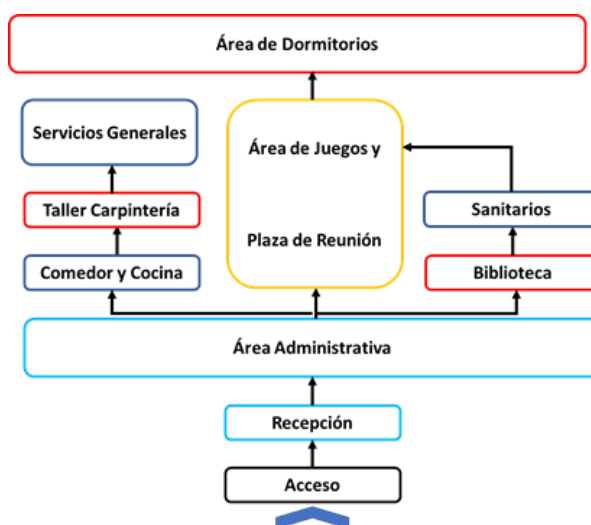 Área de Dormitorios
Servicios Generales
Área de Juegos y
Plaza de Reunión
Taller Carpintería
Sanitarios
Comedor y Cocina
Biblioteca
Área Administrativa
Recepción
Acceso